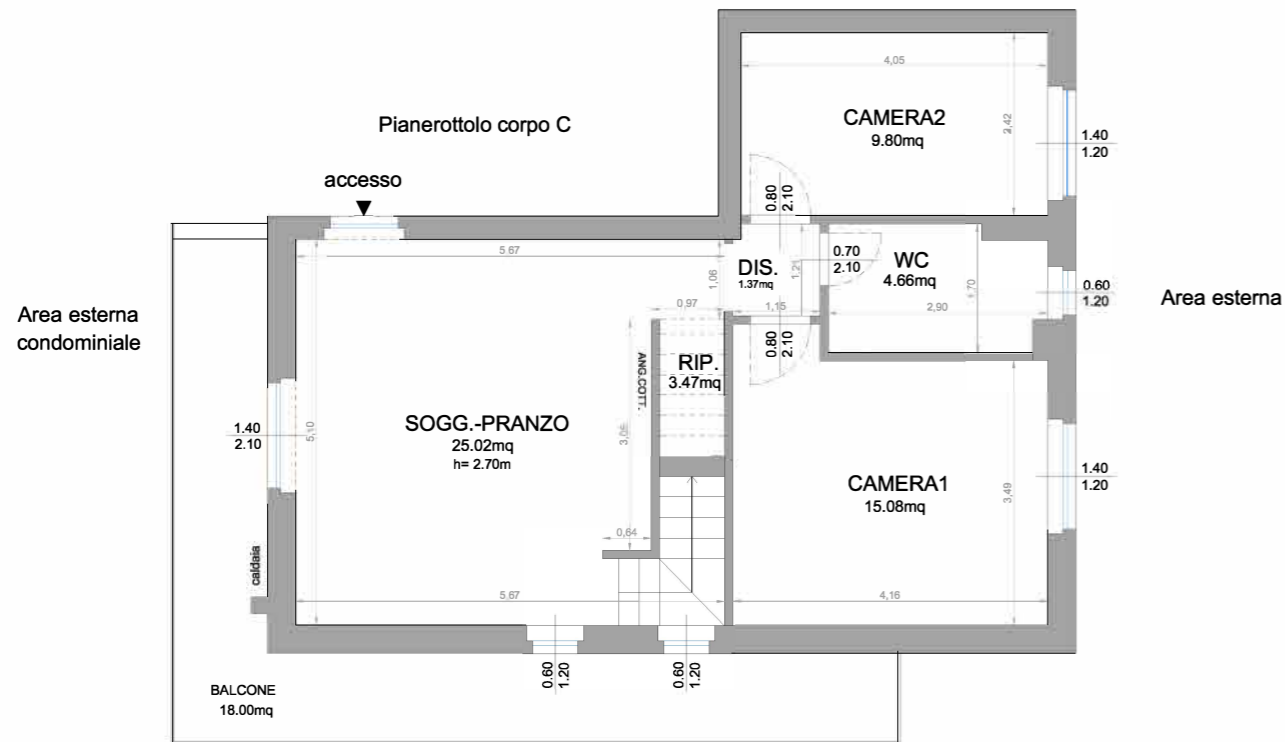 4,05
CAMERA2
9.80mq
2,42
1.40
1.20
Pianerottolo corpo C
accesso
0.80
2.10
5.67
DIS.
1.37mq
1,06
1,21
1,15
0.70
2.10
WC
4.66mq
1,70
2,90
0.60
1.20
Area esterna
Area esterna
condominiale
0,97
RIP.
3.47mq
ANG.COTT.
0.80
2.10
5,10
3,06
SOGG.-PRANZO
25.02mq
h= 2.70m
1.40
2.10
CAMERA1
15.08mq
3,49
1.40
1.20
0,64
caldaia
5,67
4,16
0.60
1.20
0.60
1.20
BALCONE
18.00mq